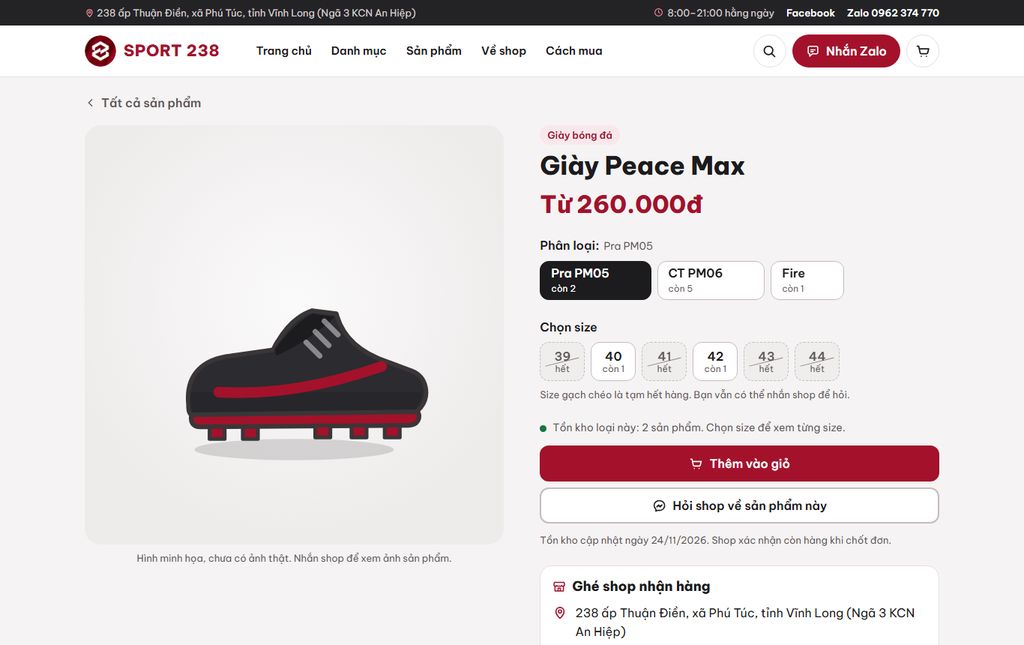 238 ấp Thuận Điền, xã Phú Túc, tỉnh Vĩnh Long (Ngã 3 KCN An Hiệp)
8:00–21:00 hằng ngày Facebook Zalo 0962 374 770
SPORT 238 Trang chủ Danh mục Sản phẩm Về shop Cách mua Nhắn Zalo
Tất cả sản phẩm
Giày bóng đá
Giày Peace Max
Từ 260.000đ
Phân loại: Pra PM05
Pra PM05
còn 2
CT PM06
còn 5
Fire
còn 1
Chọn size
39
hết
40
còn 1
41
hết
42
còn 1
43
hết
44
hết
Size gạch chéo là tạm hết hàng. Bạn vẫn có thể nhắn shop để hỏi.
Tồn kho loại này: 2 sản phẩm. Chọn size để xem từng size.
Thêm vào giỏ
Hỏi shop về sản phẩm này
Tồn kho cập nhật ngày 24/11/2026. Shop xác nhận còn hàng khi chốt đơn.
Hình minh họa, chưa có ảnh thật. Nhắn shop để xem ảnh sản phẩm.
Ghé shop nhận hàng
238 ấp Thuận Điền, xã Phú Túc, tỉnh Vĩnh Long (Ngã 3 KCN
An Hiệp)